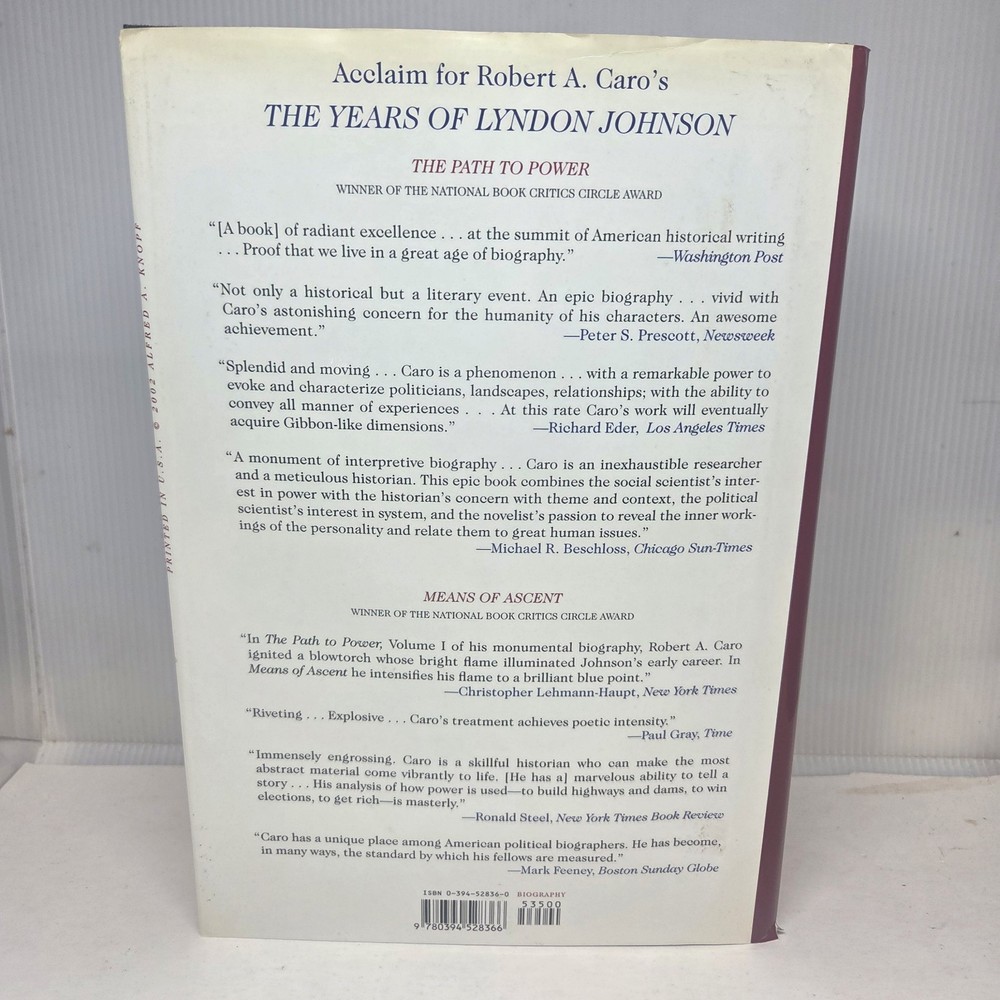 Acclaim for Robert A. Caro's
THE YEARS OF LYNDON JOHNSON
THE PATH TO POWER
WINNER OF THE NATIONAL BOOK CRITICS CIRCLE AWARD
“[A book] of radiant excellence . . . at the summit of American historical writing
. . . Proof that we live in a great age of biography.” —Washington Post
“Not only a historical but a literary event. An epic biography . . . vivid with
Caro's astonishing concern for the humanity of his characters. An awesome
achievement.” —Peter S. Prescott, Newsweek
“Splendid and moving . . . Caro is a phenomenon . . . with a remarkable power to
evoke and characterize politicians, landscapes, relationships; with the ability to
convey all manner of experiences . . . At this rate Caro's work will eventually
acquire Gibbon-like dimensions.” —Richard Eder, Los Angeles Times
“A monument of interpretive biography . . . Caro is an inexhaustible researcher
and a meticulous historian. This epic book combines the social scientist's inter-
est in power with the historian's concern with theme and context, the political
scientist's interest in system, and the novelist's passion to reveal the inner work-
ings of the personality and relate them to great human issues.”
—Michael R. Beschloss, Chicago Sun-Times
MEANS OF ASCENT
WINNER OF THE NATIONAL BOOK CRITICS CIRCLE AWARD
“In The Path to Power, Volume I of his monumental biography, Robert A. Caro
ignited a blowtorch whose bright flame illuminated Johnson's early career. In
Means of Ascent he intensifies his flame to a brilliant blue point.”
—Christopher Lehmann-Haupt, New York Times
“Riveting . . . Explosive . . . Caro's treatment achieves poetic intensity.”
—Paul Gray, Time
“Immensely engrossing. Caro is a skillful historian who can make the most
abstract material come vibrantly to life. [He has a] marvelous ability to tell a
story . . . His analysis of how power is used—to build highways and dams, to win
elections, to get rich—is masterly.”
—Ronald Steel, New York Times Book Review
“Caro has a unique place among American political biographers. He has become,
in many ways, the standard by which his fellows are measured.”
—Mark Feeney, Boston Sunday Globe
ISBN 0-394-52836-0 BIOGRAPHY
53500
9 780394 528366
PRINTED IN U.S.A. © 2002 ALFRED A. KNOPF